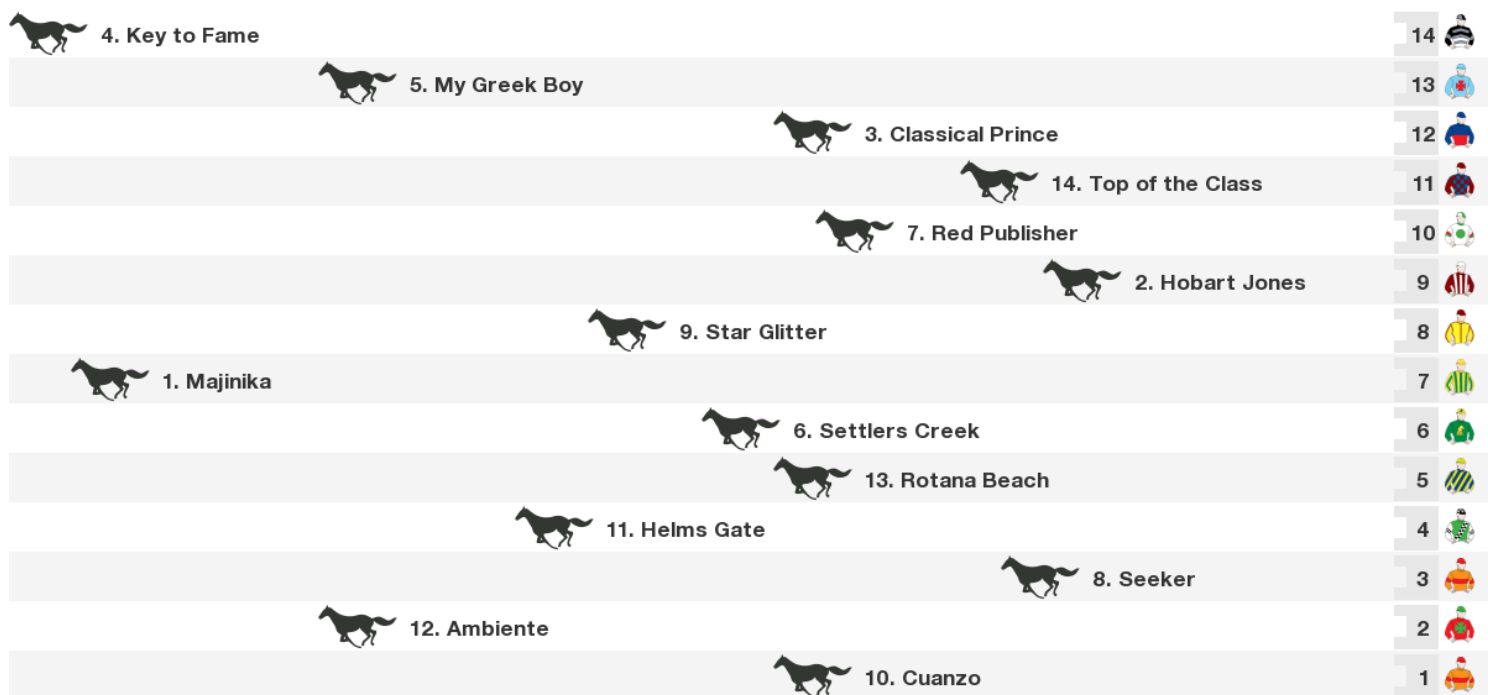 4. Key to Fame 14
5. My Greek Boy 13
3. Classical Prince 12
14. Top of the Class 11
7. Red Publisher 10
2. Hobart Jones 9
9. Star Glitter 8
1. Majinika 7
6. Settlers Creek 6
13. Rotana Beach 5
11. Helms Gate 4
8. Seeker 3
12. Ambiente 2
10. Cuanzo 1